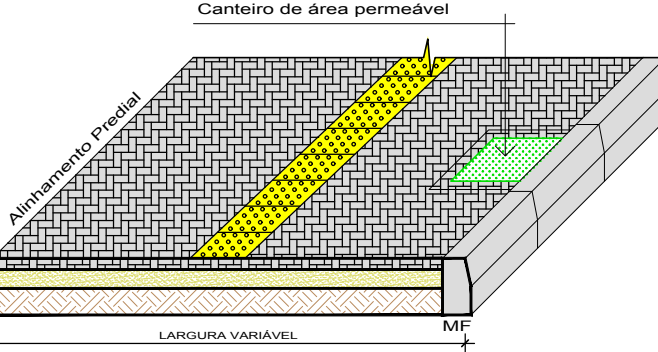 Canteiro de área permeável
Alinhamento Predial
MF
LARGURA VARIÁVEL